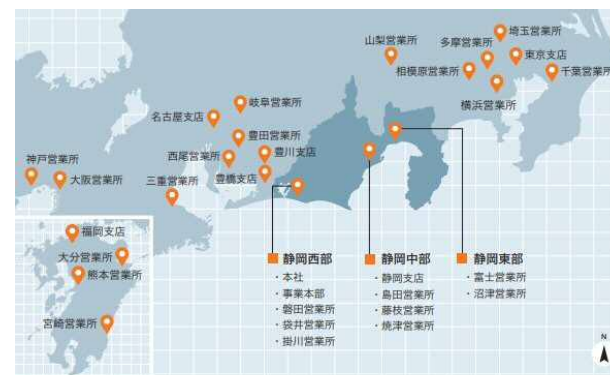 埼玉営業所
山梨営業所
多摩営業所
東京支店
相模原営業所
千葉営業所
横浜営業所
岐阜営業所
名古屋支店
豊田営業所
西尾営業所
豊川支店
神戸営業所
大阪営業所
三重営業所
豊橋支店
福岡支店
大分営業所
熊本営業所
宮崎営業所
静岡西部
・本社
・事業本部
・磐田営業所
・袋井営業所
・掛川営業所
静岡中部
・静岡支店
・島田営業所
・藤枝営業所
・焼津営業所
静岡東部
・富士営業所
・沼津営業所
N